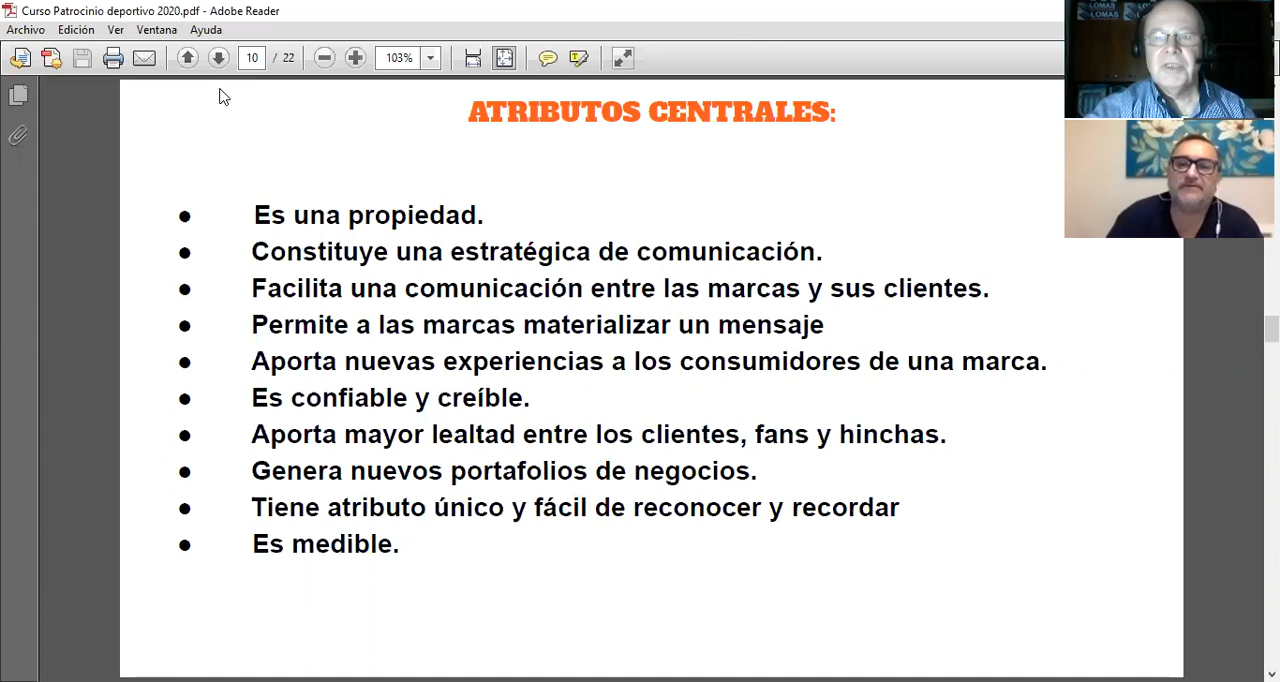 Curso Patrocinio deportivo 2020.pdf - Adobe Reader
Archivo Edición Ver Ventana Ayuda
10 / 22 103%
LOMAS
LOMAS
ATRIBUTOS CENTRALES:
● Es una propiedad.
● Constituye una estratégica de comunicación.
● Facilita una comunicación entre las marcas y sus clientes.
● Permite a las marcas materializar un mensaje
● Aporta nuevas experiencias a los consumidores de una marca.
● Es confiable y creíble.
● Aporta mayor lealtad entre los clientes, fans y hinchas.
● Genera nuevos portafolios de negocios.
● Tiene atributo único y fácil de reconocer y recordar
● Es medible.